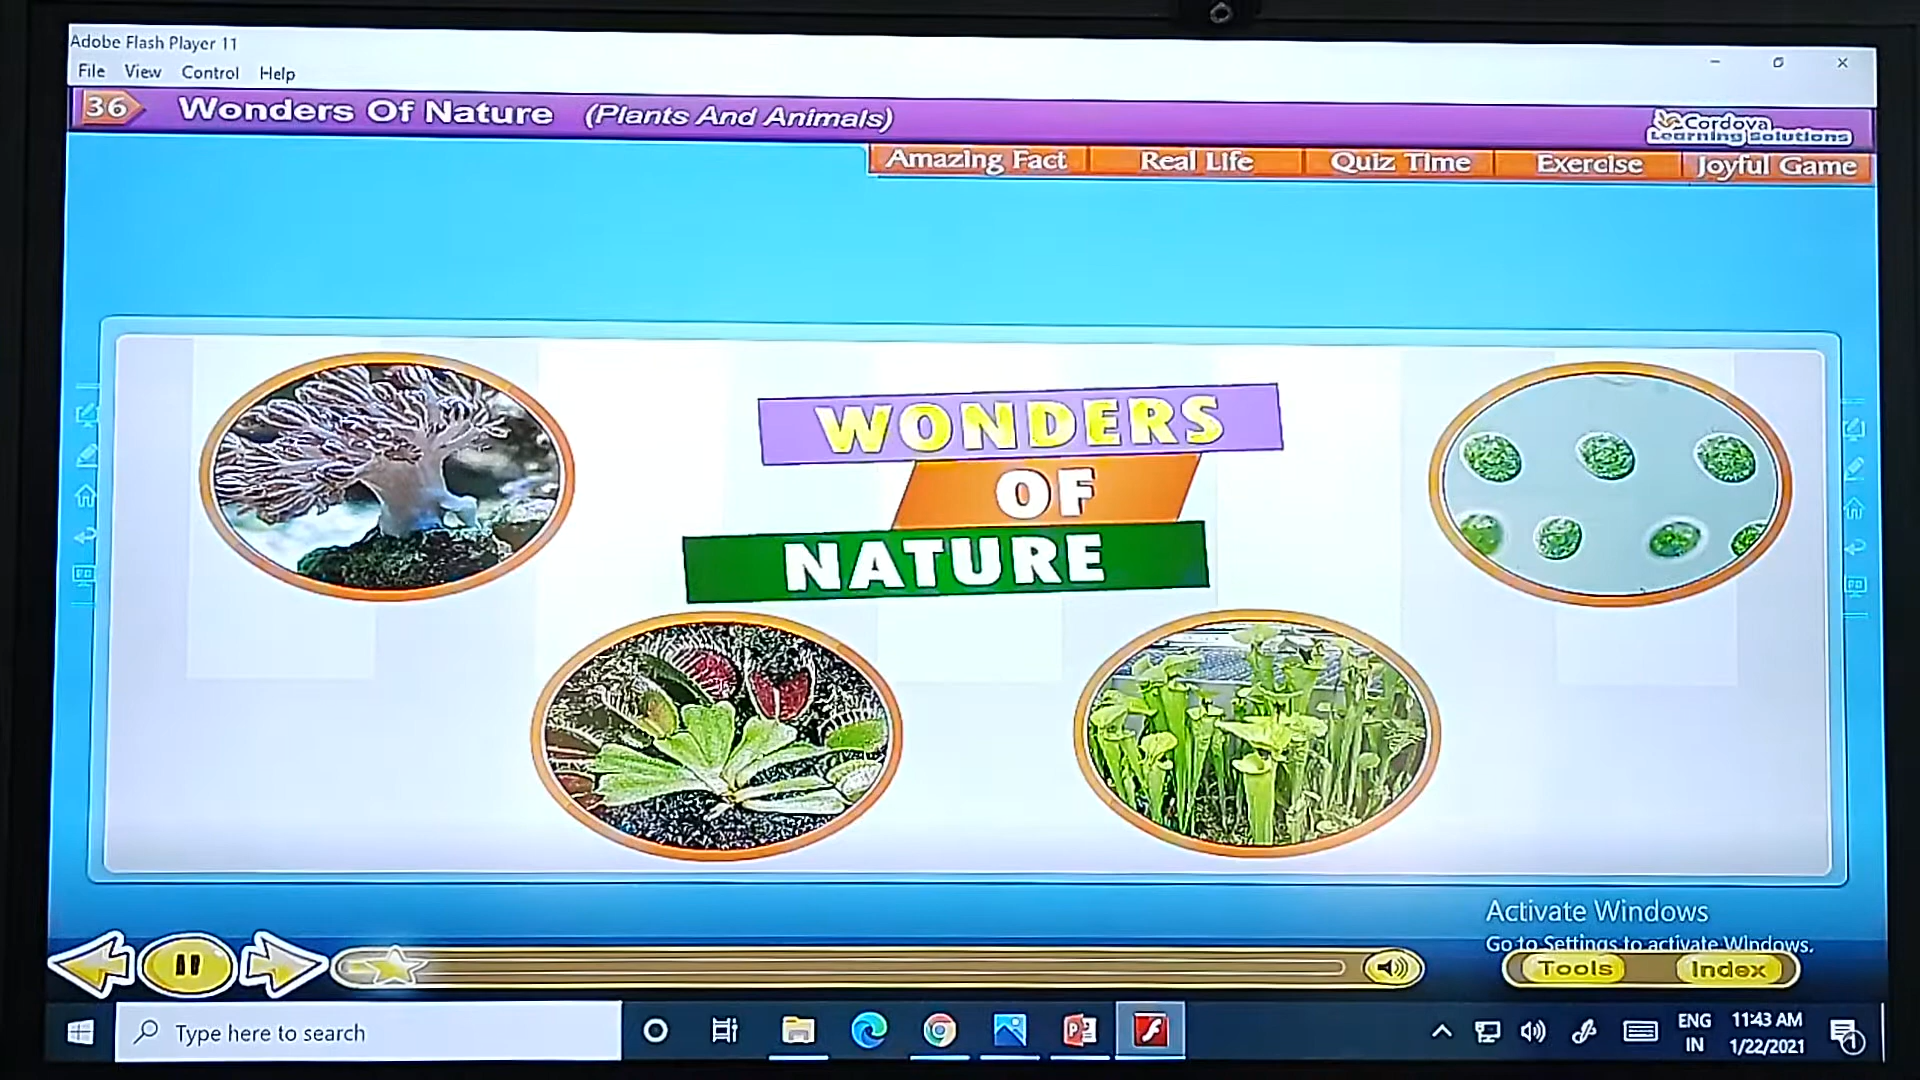 Adobe Flash Player 11
File View Control Help
36 Wonders Of Nature (Plants And Animals)
Cordova
Learning Solutions
Amazing Fact Real Life Quiz Time Exercise Joyful Game
WONDERS
OF
NATURE
Activate Windows
Go to Settings to activate Windows.
Tools Index
Type here to search
ENG 11:43 AM
IN 1/22/2021
1